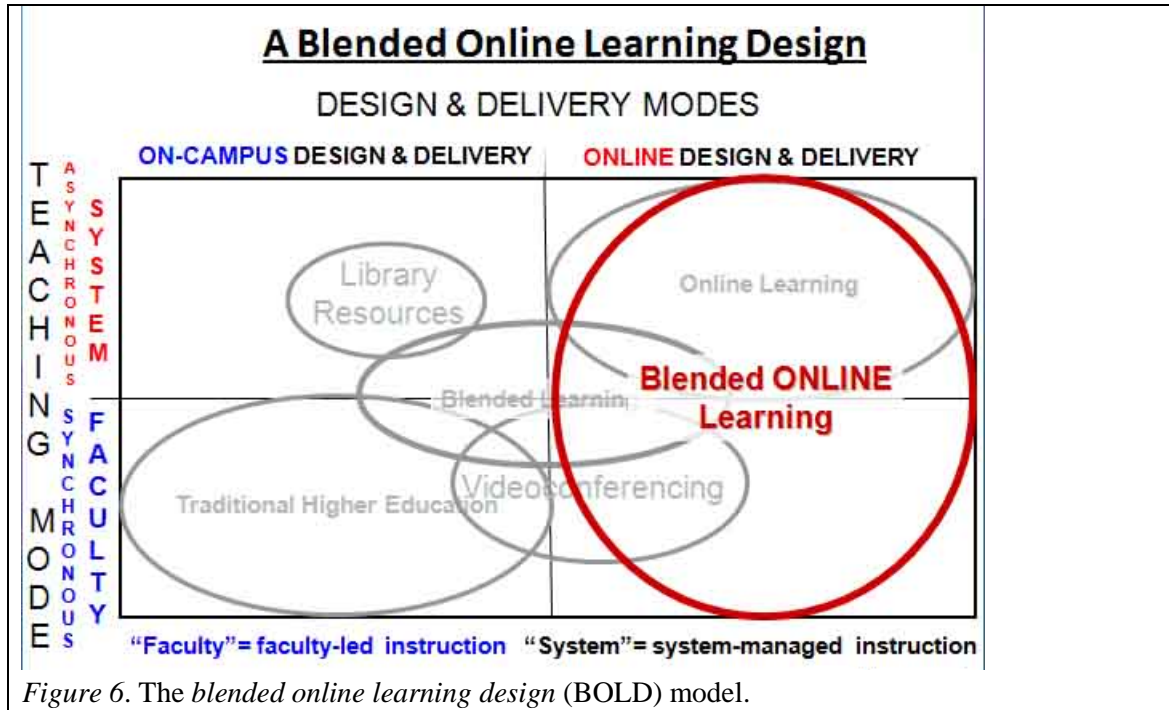 A Blended Online Learning Design
DESIGN & DELIVERY MODES
ON-CAMPUS DESIGN & DELIVERY
ONLINE DESIGN & DELIVERY
TEACHING MODE
ASYNCHRONOUS
SYSTEM
SYNCHRONOUS
FACULTY
Library
Resources
Online Learning
Blended ONLINE
Learning
Blended Learning
Videoconferencing
Traditional Higher Education
“Faculty”= faculty-led instruction
“System”= system-managed instruction
Figure 6. The blended online learning design (BOLD) model.